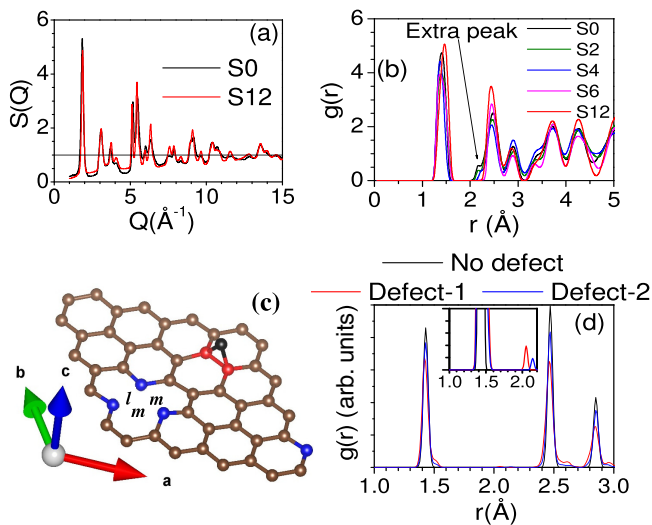 (a)
S(Q)
6
4
2
0
S0
S12
0 5 10 15
Q(Å⁻¹)
(b)
g(r)
6
4
2
0
Extra peak
S0
S2
S4
S6
S12
0 1 2 3 4 5
r (Å)
(c)
l m
m
b
c
a
No defect
Defect-1 Defect-2
(d)
g(r) (arb. units)
1.0 1.5 2.0
1.0 1.5 2.0 2.5 3.0
r(Å)